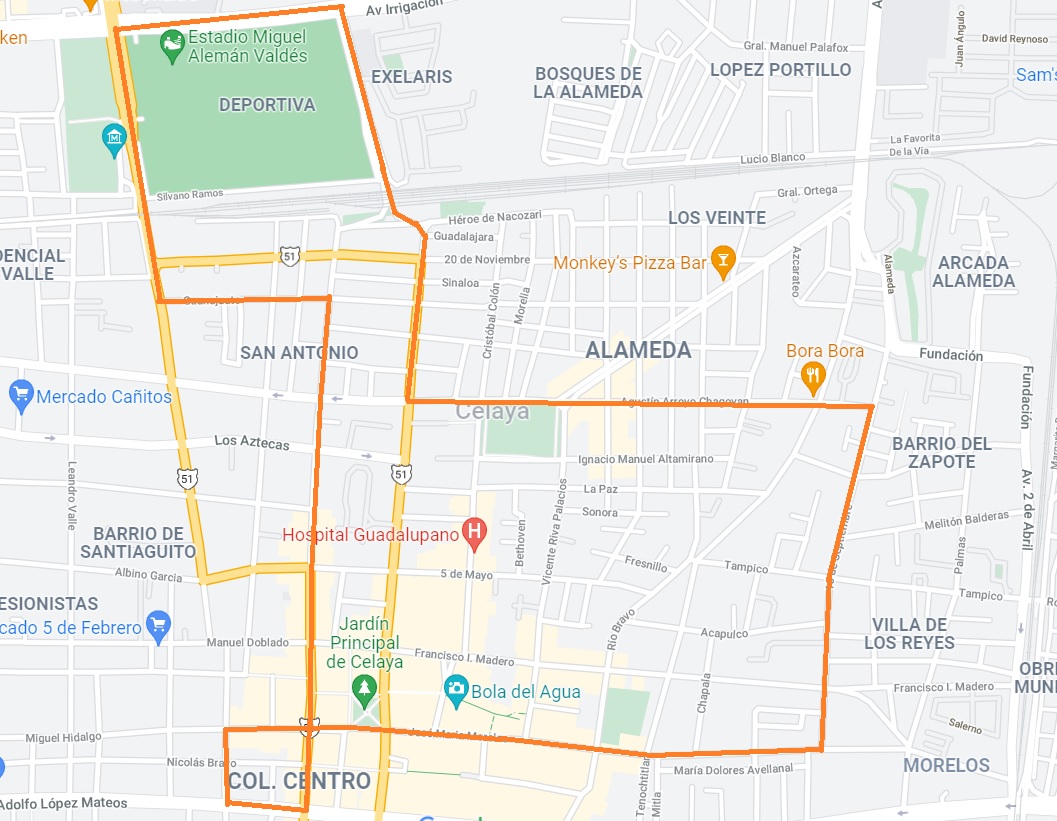 Av Irrigación
ken
Estadio Miguel
Alemán Valdés
EXELARIS
DEPORTIVA
BOSQUES DE
LA ALAMEDA
Gral. Manuel Palafox
LOPEZ PORTILLO
Juan Ángulo
David Reynoso
Sam's
A
La Favorita
De la Vía
Lucio Blanco
Silvano Ramos
Gral. Ortega
Héroe de Nacozari
LOS VEINTE
Guadalajara
DENCIAL
VALLE
51
20 de Noviembre
Monkey's Pizza Bar
Azcarateo
Alameda
ARCADA
ALAMEDA
Sinaloa
Cristóbal Colón
Morelia
SAN ANTONIO
ALAMEDA
Bora Bora
Fundación
Fundación
Mercado Cañitos
Celaya
Agustín Arroyo Chagoyan
Los Aztecas
BARRIO DEL
ZAPOTE
Ignacio Manuel Altamirano
51
51
Leandro Valle
La Paz
Sonora
Av. 2 de Abril
BARRIO DE
SANTIAGUITO
Hospital Guadalupano
Bethoven
Vicente Riva Palacios
Melitón Balderas
Palmas
Albino Garcia
5 de Mayo
Fresnillo
Tampico
Tampico
ESIONISTAS
cado 5 de Febrero
Jardín
Principal
de Celaya
Río Bravo
Acapulco
VILLA DE
LOS REYES
Manuel Doblado
Francisco I. Madero
Bola del Agua
Chapala
Francisco I. Madero
OBRE
MUNI
Salerno
Miguel Hidalgo
José María Morelos
Nicolás Bravo
COL. CENTRO
Tenochtitlan
Mitla
María Dolores Avellanal
MORELOS
Adolfo López Mateos